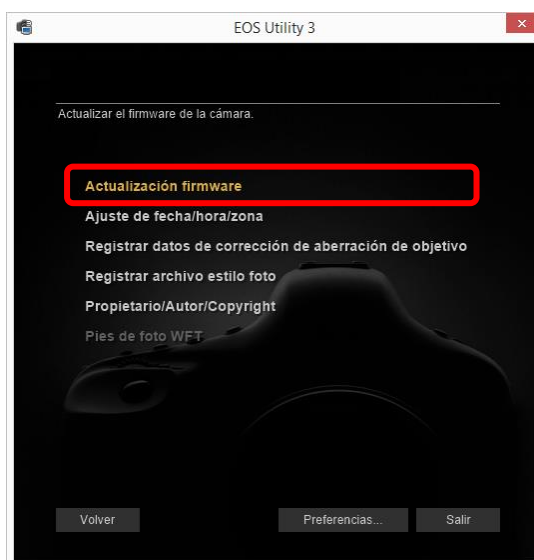 EOS Utility 3
Actualizar el firmware de la cámara.
Actualización firmware
Ajuste de fecha/hora/zona
Registrar datos de corrección de aberración de objetivo
Registrar archivo estilo foto
Propietario/Autor/Copyright
Pies de foto WFT
Volver
Preferencias...
Salir